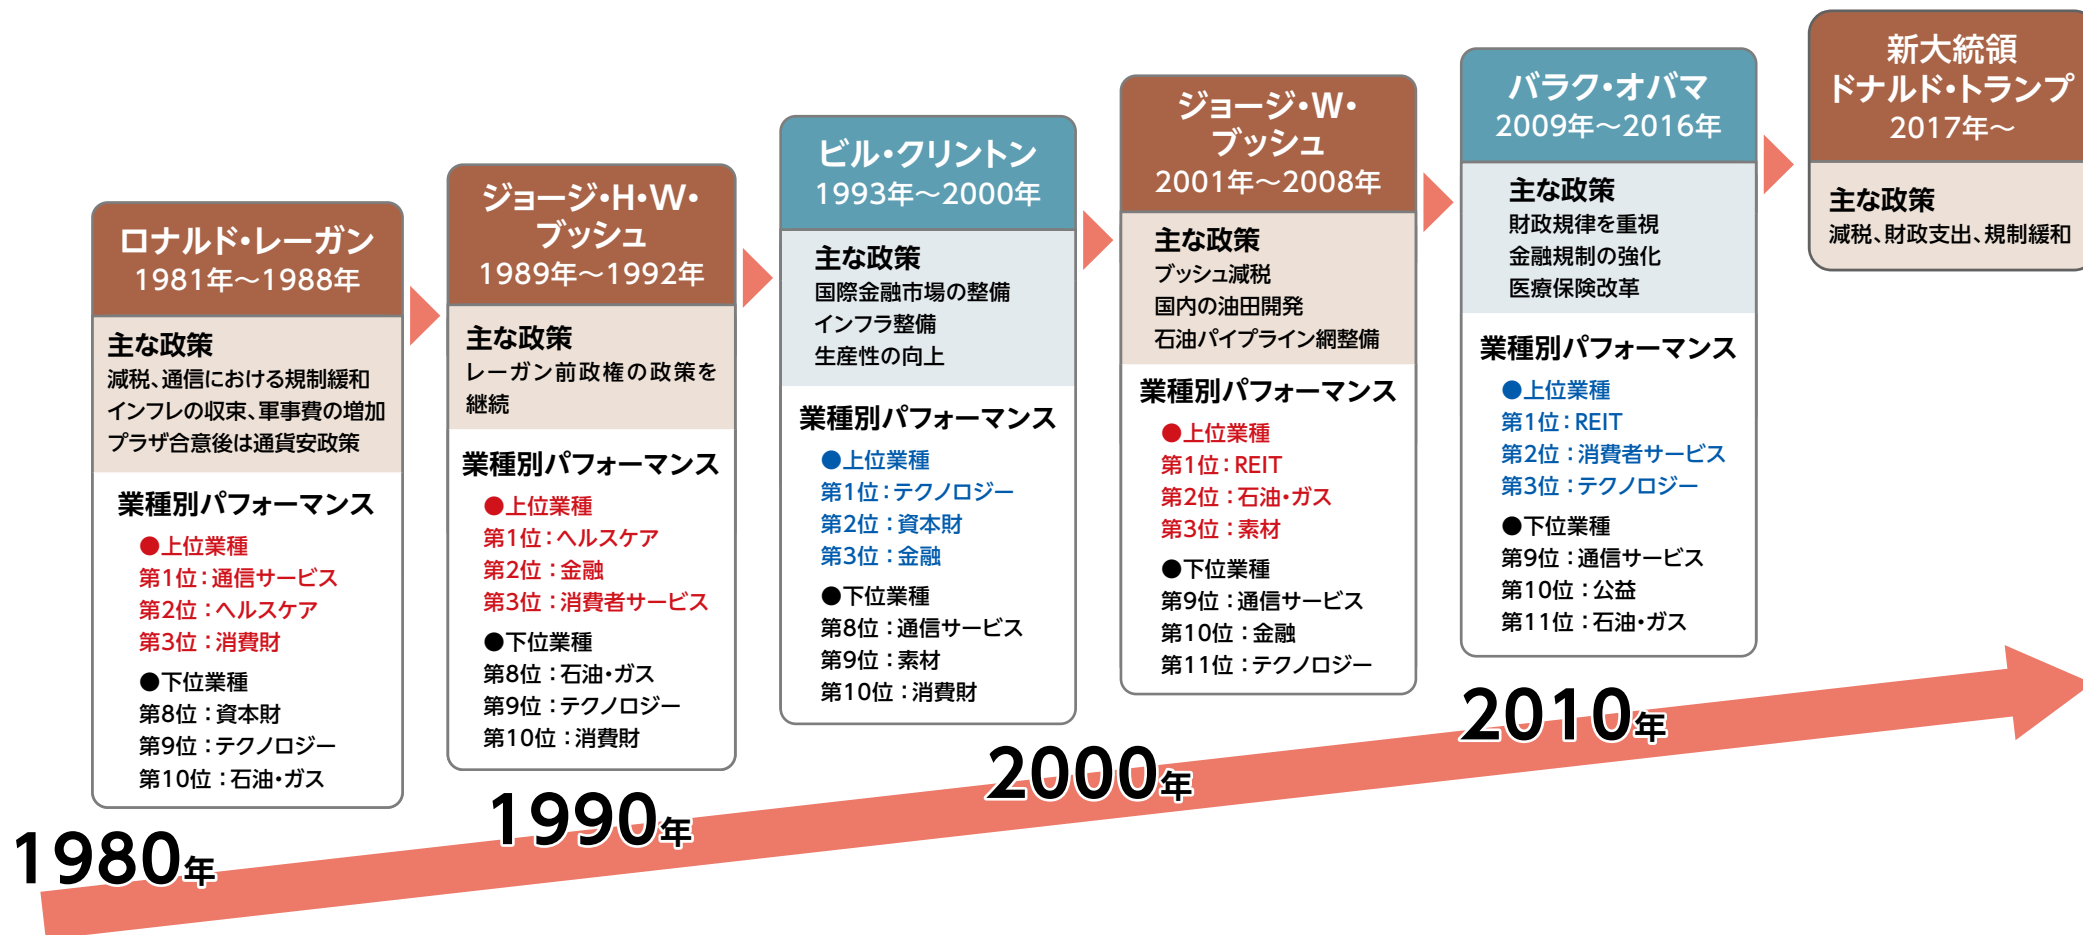 ロナルド・レーガン
1981年～1988年
主な政策
減税、通信における規制緩和
インフレの収束、軍事費の増加
プラザ合意後は通貨安政策
業種別パフォーマンス
●上位業種
第1位：通信サービス
第2位：ヘルスケア
第3位：消費財
●下位業種
第8位：資本財
第9位：テクノロジー
第10位：石油・ガス
ジョージ・H・W・
ブッシュ
1989年～1992年
主な政策
レーガン前政権の政策を
継続
業種別パフォーマンス
●上位業種
第1位：ヘルスケア
第2位：金融
第3位：消費者サービス
●下位業種
第8位：石油・ガス
第9位：テクノロジー
第10位：消費財
ビル・クリントン
1993年～2000年
主な政策
国際金融市場の整備
インフラ整備
生産性の向上
業種別パフォーマンス
●上位業種
第1位：テクノロジー
第2位：資本財
第3位：金融
●下位業種
第8位：通信サービス
第9位：素材
第10位：消費財
ジョージ・W・
ブッシュ
2001年～2008年
主な政策
ブッシュ減税
国内の油田開発
石油パイプライン網整備
業種別パフォーマンス
●上位業種
第1位：REIT
第2位：石油・ガス
第3位：素材
●下位業種
第9位：通信サービス
第10位：金融
第11位：テクノロジー
バラク・オバマ
2009年～2016年
主な政策
財政規律を重視
金融規制の強化
医療保険改革
業種別パフォーマンス
●上位業種
第1位：REIT
第2位：消費者サービス
第3位：テクノロジー
●下位業種
第9位：通信サービス
第10位：公益
第11位：石油・ガス
新大統領
ドナルド・トランプ
2017年～
主な政策
減税、財政支出、規制緩和
1980年
1990年
2000年
2010年